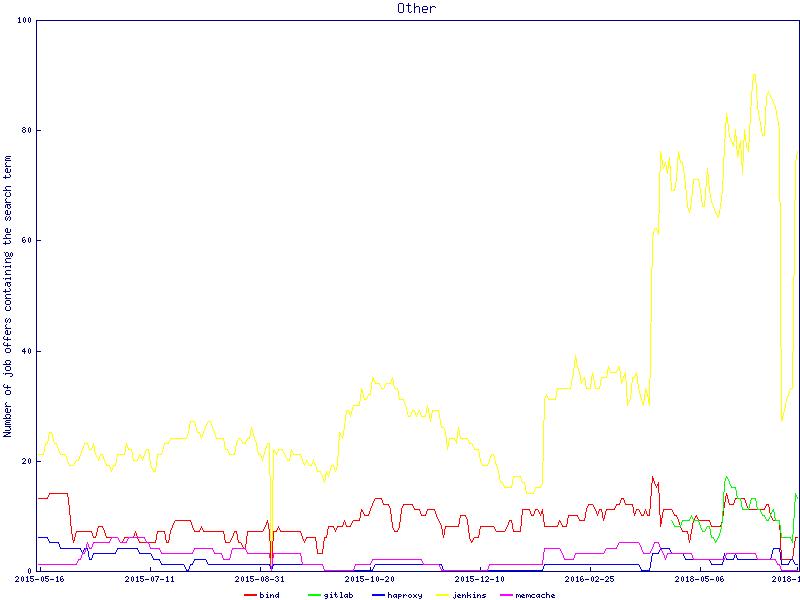 Other
Number of job offers containing the search term
100
80
60
40
20
0
2015-05-16 2015-07-11 2015-08-31 2015-10-20 2015-12-10 2016-02-25 2018-05-06 2018-1
bind gitlab haproxy jenkins memcache